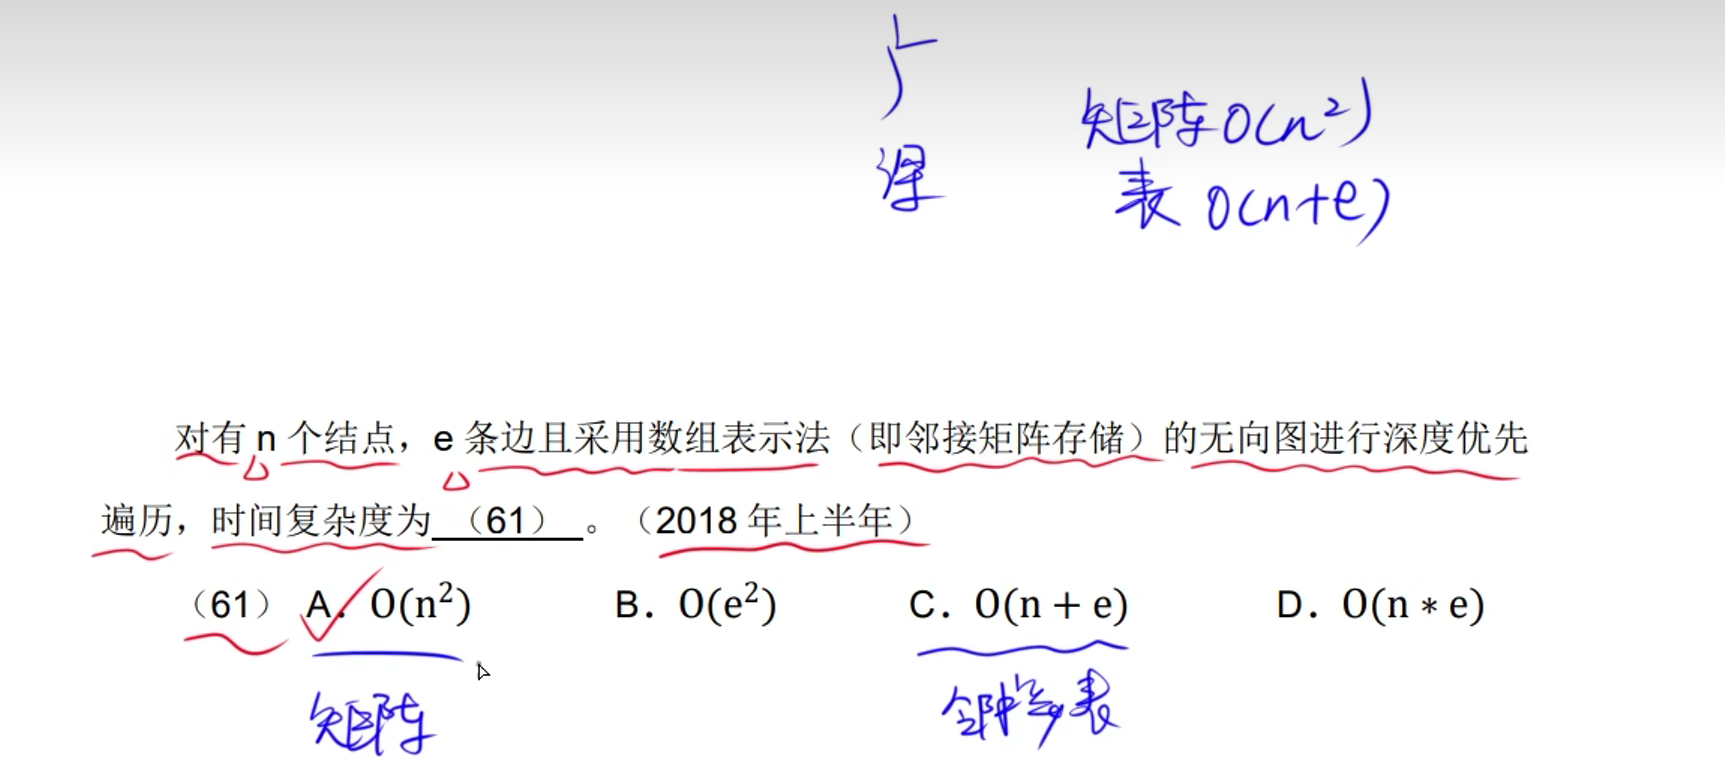 广
深
矩阵 O(n²)
表 O(n+e)
对有 n 个结点，e 条边且采用数组表示法（即邻接矩阵存储）的无向图进行深度优先
遍历，时间复杂度为 （61） 。（2018 年上半年）
（61） A. O(n²) B. O(e²) C. O(n + e) D. O(n * e)
矩阵 邻接表